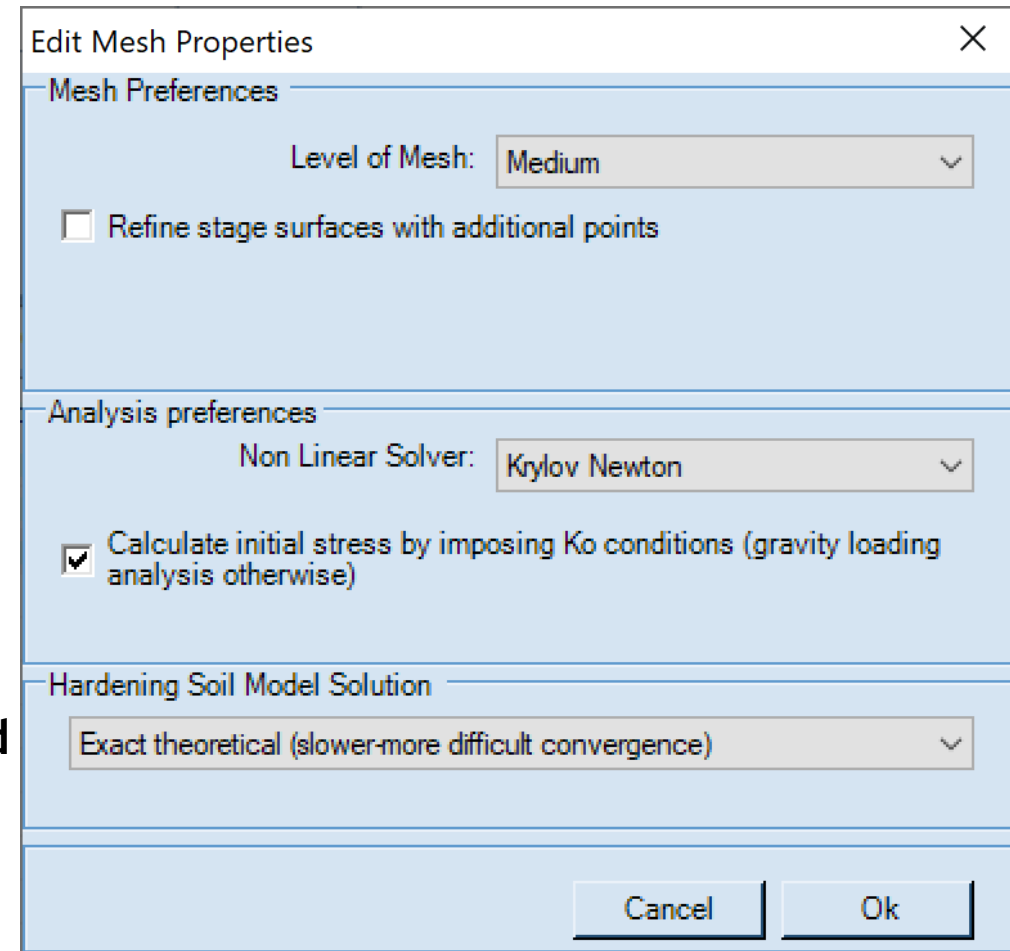 Edit Mesh Properties
Mesh Preferences
Level of Mesh: Medium
Refine stage surfaces with additional points
Analysis preferences
Non Linear Solver: Krylov Newton
Calculate initial stress by imposing Ko conditions (gravity loading
analysis otherwise)
Hardening Soil Model Solution
Exact theoretical (slower-more difficult convergence)
Cancel Ok